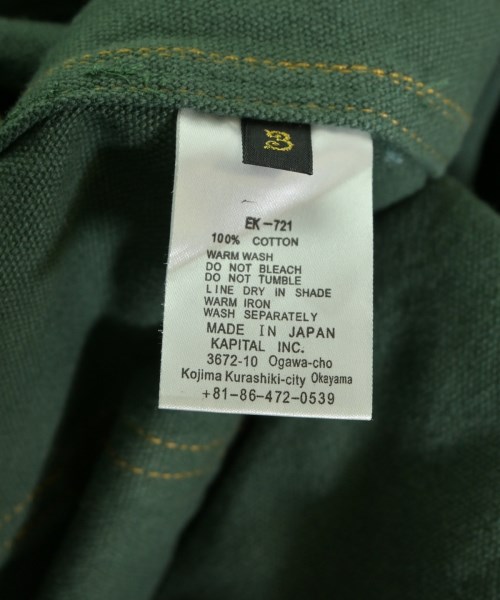 3
EK-721
100% COTTON
WARM WASH
DO NOT BLEACH
DO NOT TUMBLE
LINE DRY IN SHADE
WARM IRON
WASH SEPARATELY
MADE IN JAPAN
KAPITAL INC.
3672-10 Ogawa-cho
Kojima Kurashiki-city Okayama
+81-86-472-0539